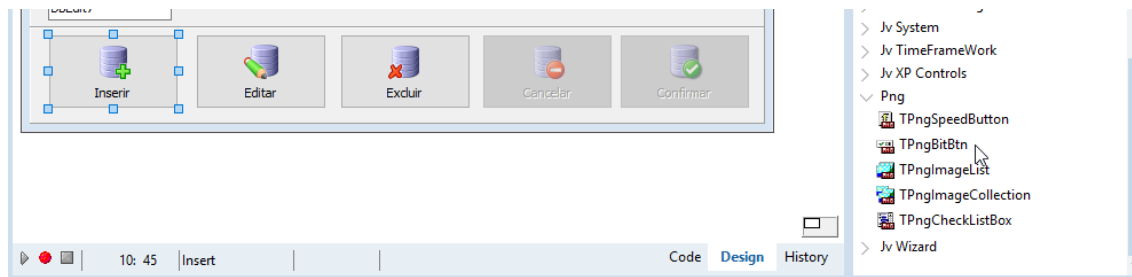 DBEdit7
Inserir
Editar
Excluir
Cancelar
Confirmar
10: 45
Insert
Code
Design
History
Jv System
Jv TimeFrameWork
Jv XP Controls
Png
TPngSpeedButton
TPngBitBtn
TPngImageList
TPngImageCollection
TPngCheckListBox
Jv Wizard